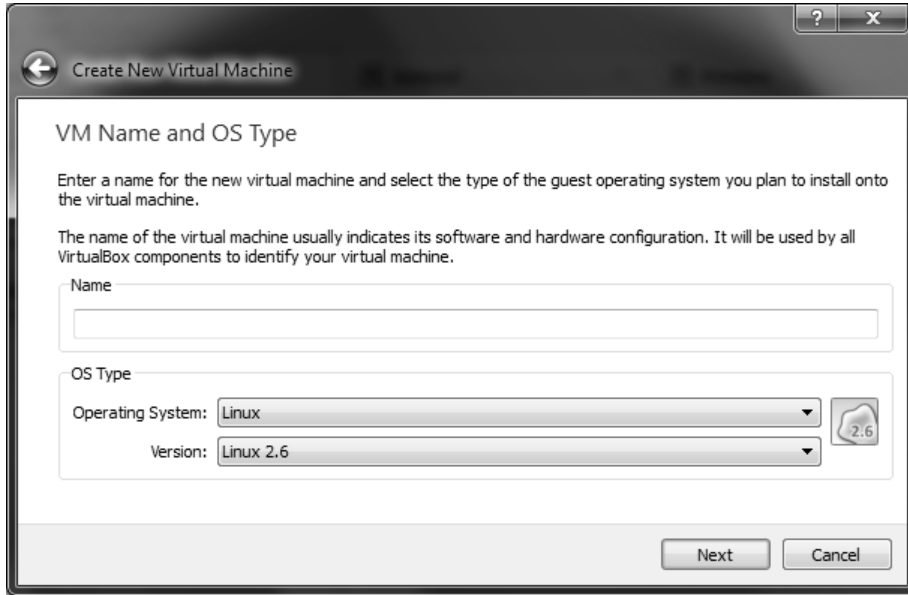 ?
X
Create New Virtual Machine
VM Name and OS Type
Enter a name for the new virtual machine and select the type of the guest operating system you plan to install onto
the virtual machine.
The name of the virtual machine usually indicates its software and hardware configuration. It will be used by all
VirtualBox components to identify your virtual machine.
Name
OS Type
Operating System: Linux
2.6
Version: Linux 2.6
Next Cancel